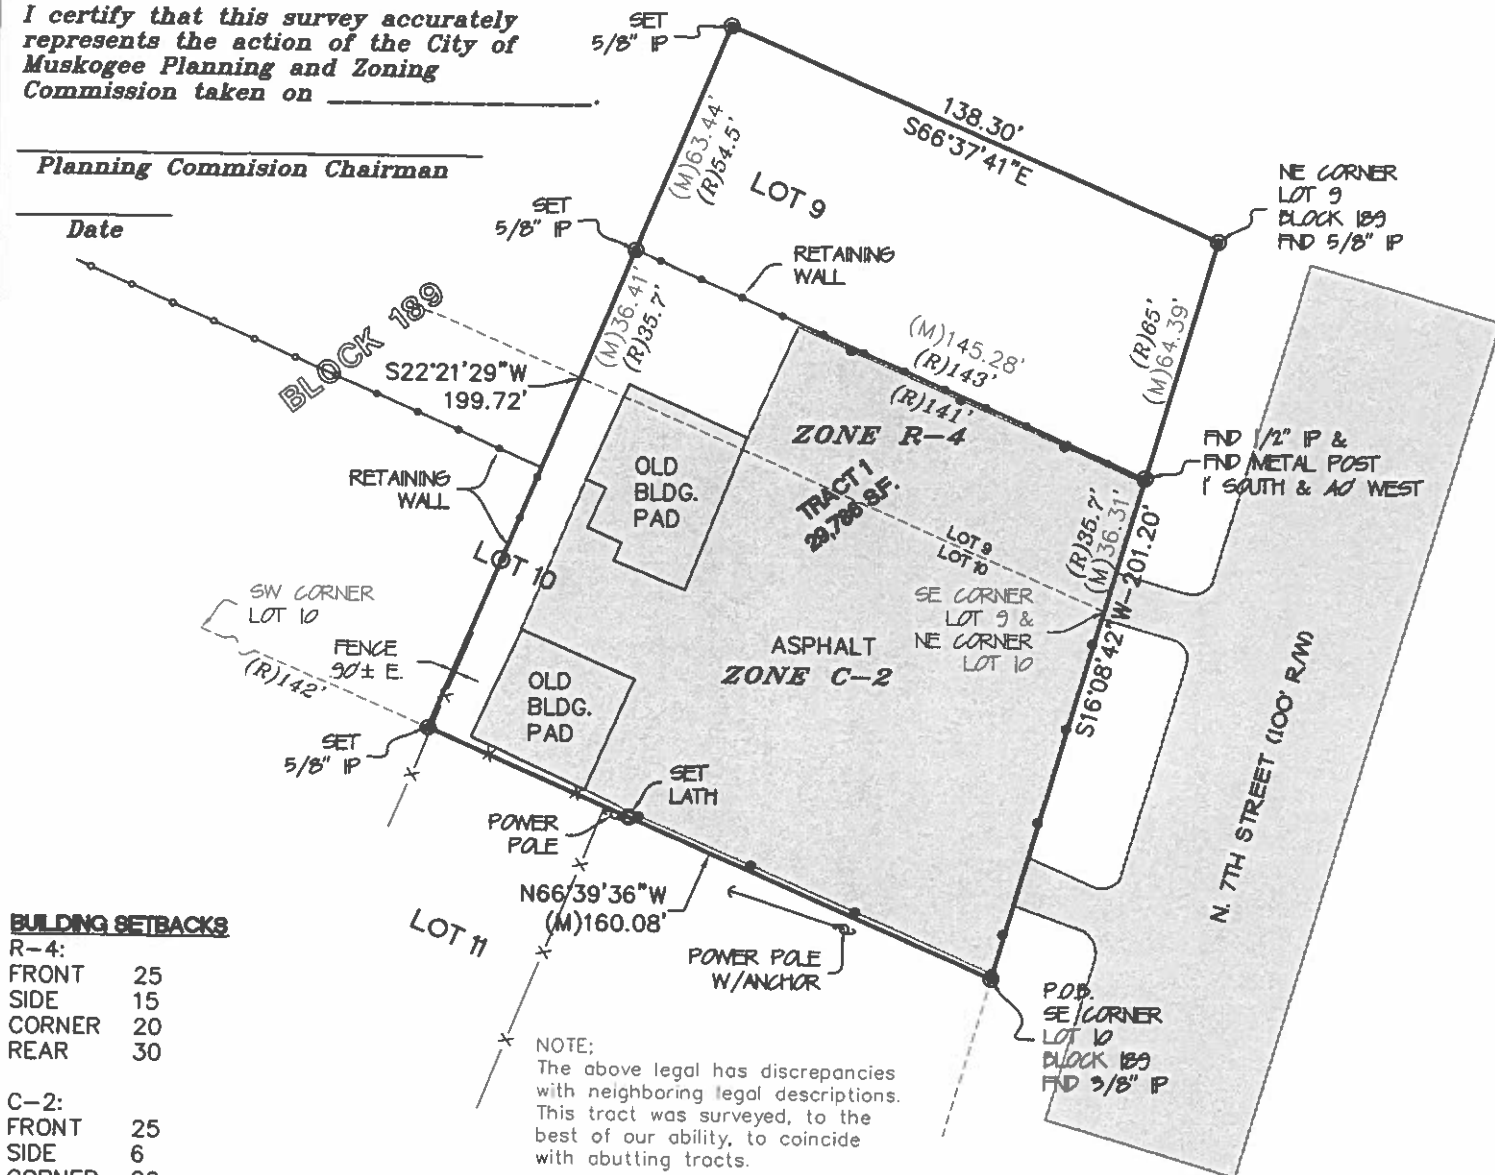 I certify that this survey accurately
represents the action of the City of
Muskogee Planning and Zoning
Commission taken on ____________.
Planning Commision Chairman
Date
SET
5/8" IP
138.30'
S66°37'41"E
(M)63.44'
(R)54.5'
LOT 9
NE CORNER
LOT 9
BLOCK 189
FND 5/8" IP
SET
5/8" IP
RETAINING
WALL
(R)65'
(M)64.39'
BLOCK 189
S22°21'29"W
199.72'
(M)36.41'
(R)35.7'
(M)145.28'
(R)143'
(R)141'
ZONE R-4
FND 1/2" IP &
FND METAL POST
1' SOUTH &
WEST
RETAINING
WALL
OLD
BLDG.
PAD
TRACT 1
29,786 S.F.
LOT 9
LOT 10
(R)35.7'
(M)36.31'
S16°08'42"W-201.20'
LOT 10
SW CORNER
LOT 10
(R)142'
FENCE
.90'± E.
SE CORNER
LOT 9 &
NE CORNER
LOT 10
ASPHALT
ZONE C-2
OLD
BLDG.
PAD
SET
5/8" IP
SET
LATH
POWER
POLE
N. 7TH STREET (100' R/W)
N66°39'36"W
(M)160.08'
LOT 11
POWER POLE
W/ANCHOR
P.O.B.
SE CORNER
LOT 10
BLOCK 189
FND 3/8" IP
BUILDING SETBACKS
R-4:
FRONT 25
SIDE 15
CORNER 20
REAR 30
C-2:
FRONT 25
SIDE 6
CORNER
NOTE:
The above legal has discrepancies
with neighboring legal descriptions.
This tract was surveyed, to the
best of our ability, to coincide
with abutting tracts.